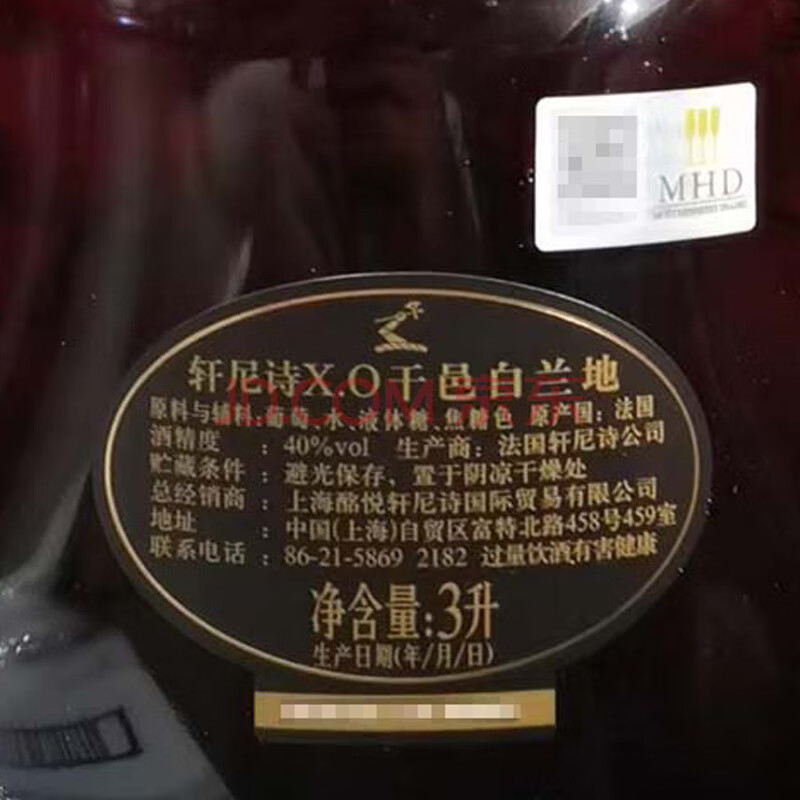 MHD
轩尼诗X.O干邑白兰地
原料与辅料:葡萄、水、液体糖、焦糖色 原产国：法国
酒精度 ：40%vol 生产商：法国轩尼诗公司
贮藏条件 ：避光保存、置于阴凉干燥处
总经销商 ：上海酩悦轩尼诗国际贸易有限公司
地址 ：中国(上海)自贸区富特北路458号459室
联系电话 ：86-21-5869 2182 过量饮酒有害健康
净含量:3升
生产日期(年/月/日)
JD.COM 京东